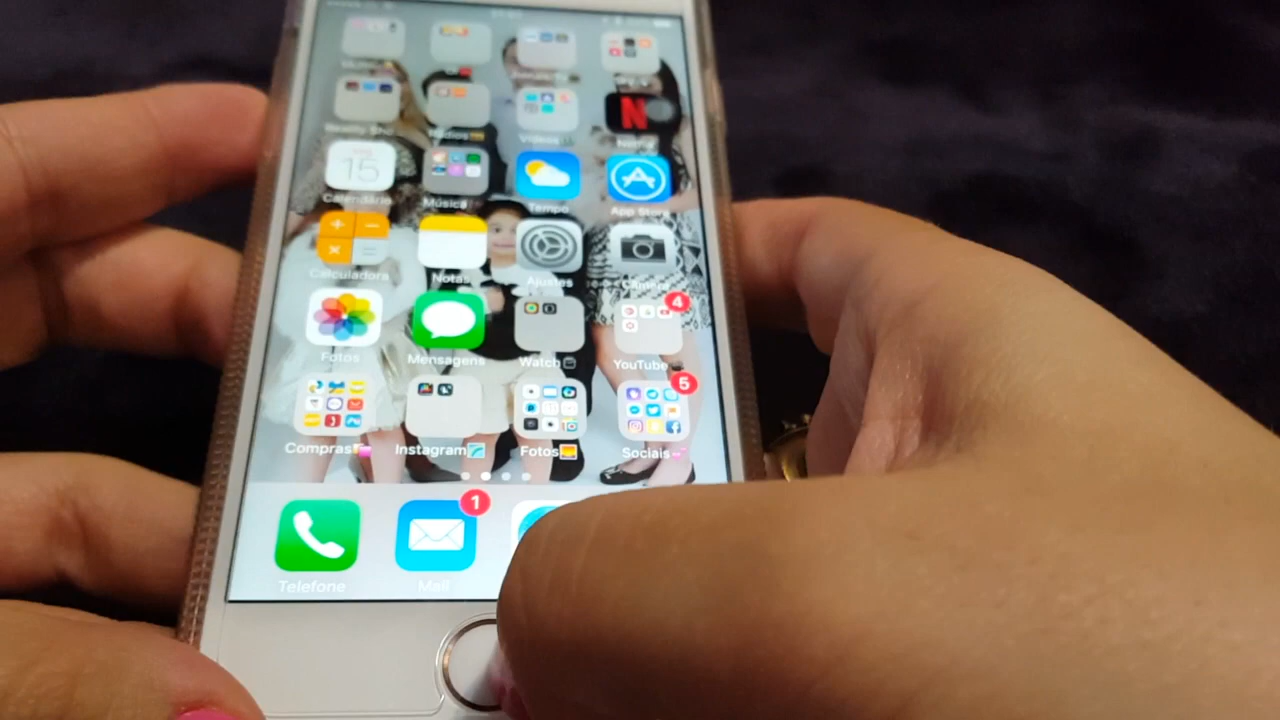 N
15
Calendário
Música
Tempo
App Store
Calculadora
Notas
Ajustes
Câmera
Fotos
Mensagens
Watch
YouTube
4
Compras
Instagram
Fotos
Sociais
5
Telefone
Mail
1